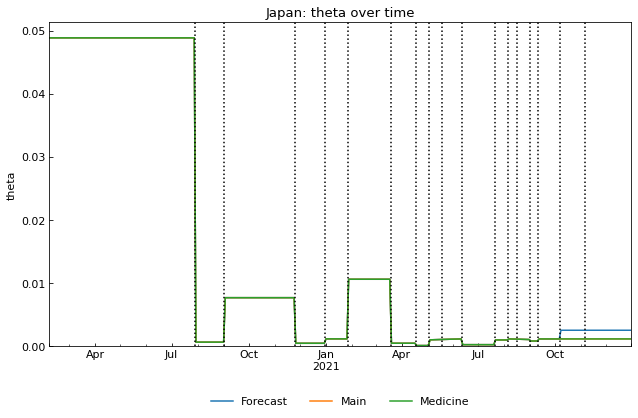 Japan: theta over time
0.05
0.04
0.03
0.02
0.01
0.00
theta
Apr Jul Oct Jan Apr Jul Oct
2021
Forecast Main Medicine